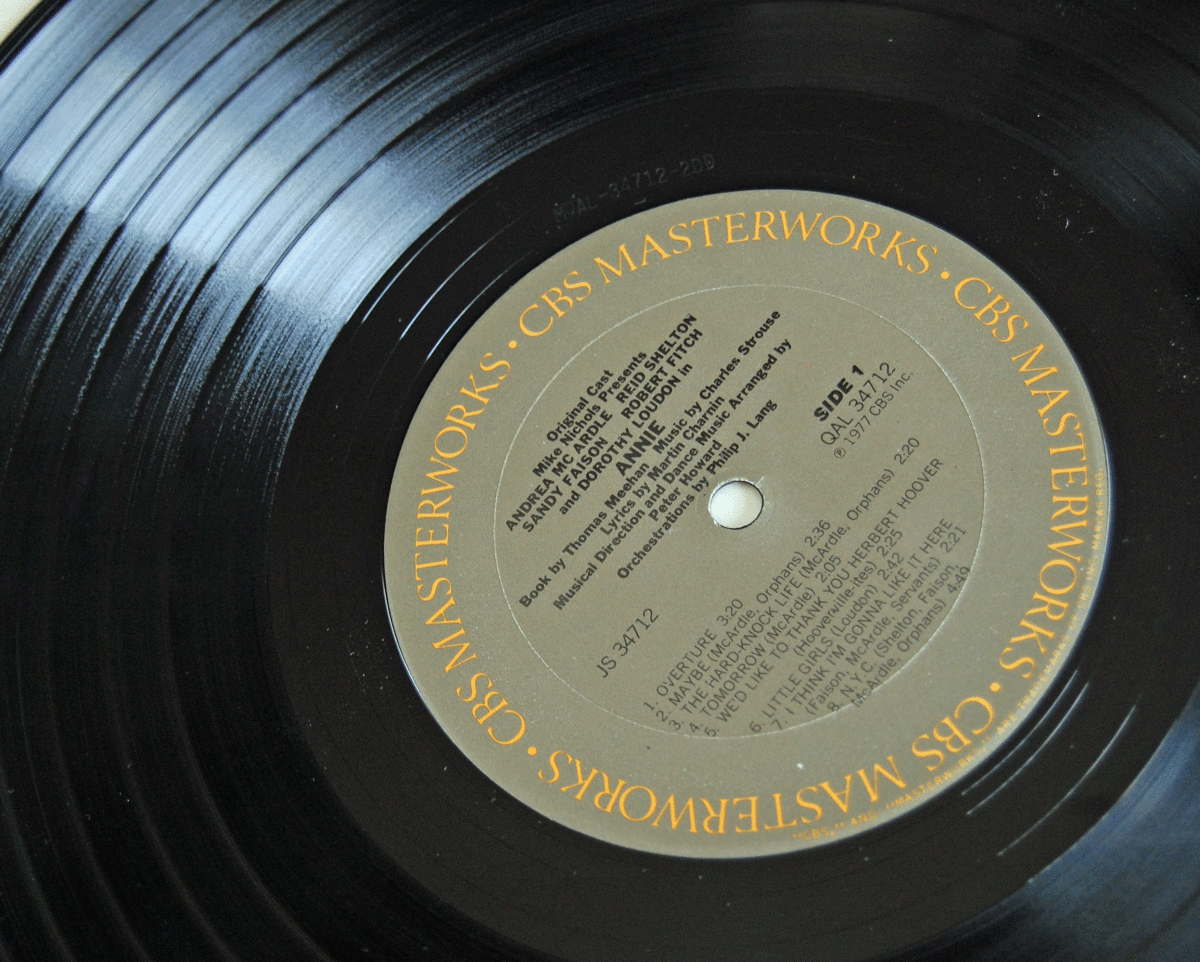 CBS MASTERWORKS • CBS MASTERWORKS • CBS MASTERWORKS • CBS MASTERWORKS •
Original Cast
Mike Nichols Presents
ANDREA MC ARDLE REID SHELTON
SANDY FAISON ROBERT FITCH
and DOROTHY LOUDON in
ANNIE
Book by Thomas Meehan Music by Charles Strouse
Lyrics by Martin Charnin
Musical Direction and Dance Music Arranged by
Peter Howard
Orchestrations by Philip J. Lang
JS 34712
SIDE 1
QAL 34712
℗ 1977 CBS Inc.
1. OVERTURE 3:20
2. MAYBE (McArdle, Orphans) 2:36
3. THE HARD-KNOCK LIFE (McArdle, Orphans) 2:20
4. TOMORROW (McArdle) 2:05
5. WE'D LIKE TO THANK YOU HERBERT HOOVER
(Hooverville-ites) 2:25
6. LITTLE GIRLS (Loudon) 2:42
7. I THINK I'M GONNA LIKE IT HERE
(Faison, McArdle, Servants) 2:21
8. N.Y.C. (Shelton, Faison,
McArdle, Orphans) 4:49